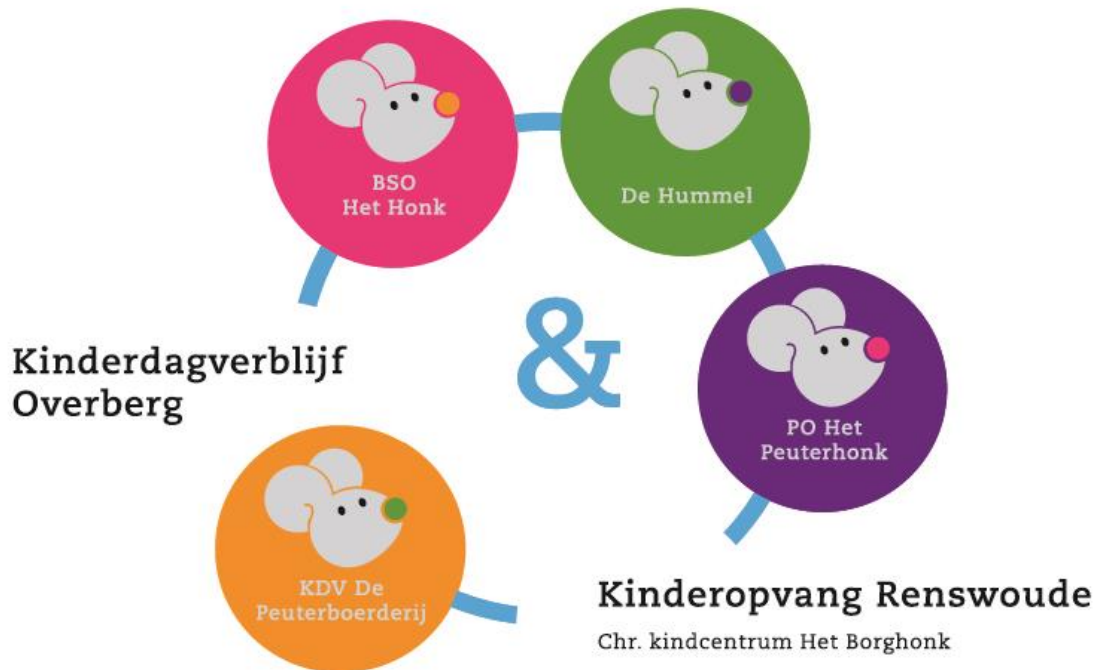 BSO
Het Honk
De Hummel
&
Kinderdagverblijf
Overberg
PO Het
Peuterhonk
KDV De
Peuterboerderij
Kinderopvang Renswoude
Chr. kindcentrum Het Borghonk